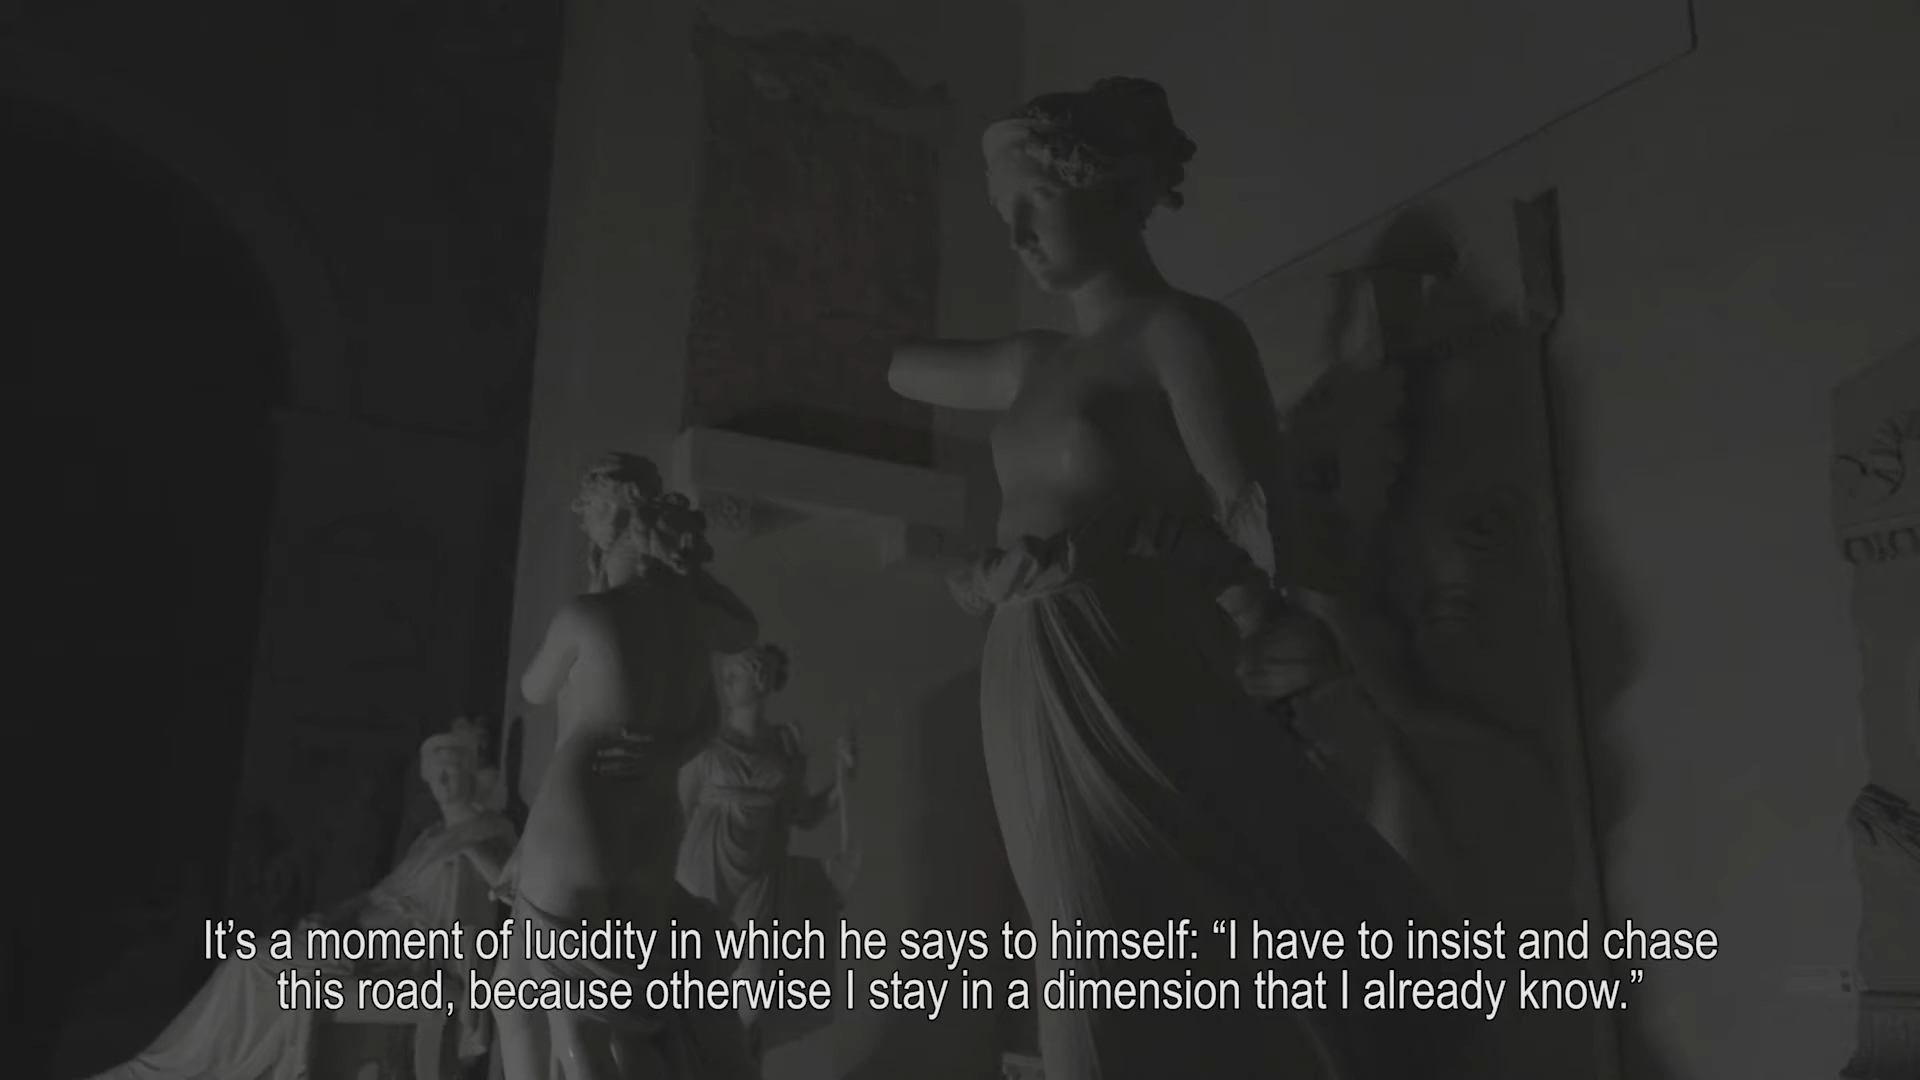 It’s a moment of lucidity in which he says to himself: “I have to insist and chase
this road, because otherwise I stay in a dimension that I already know.”